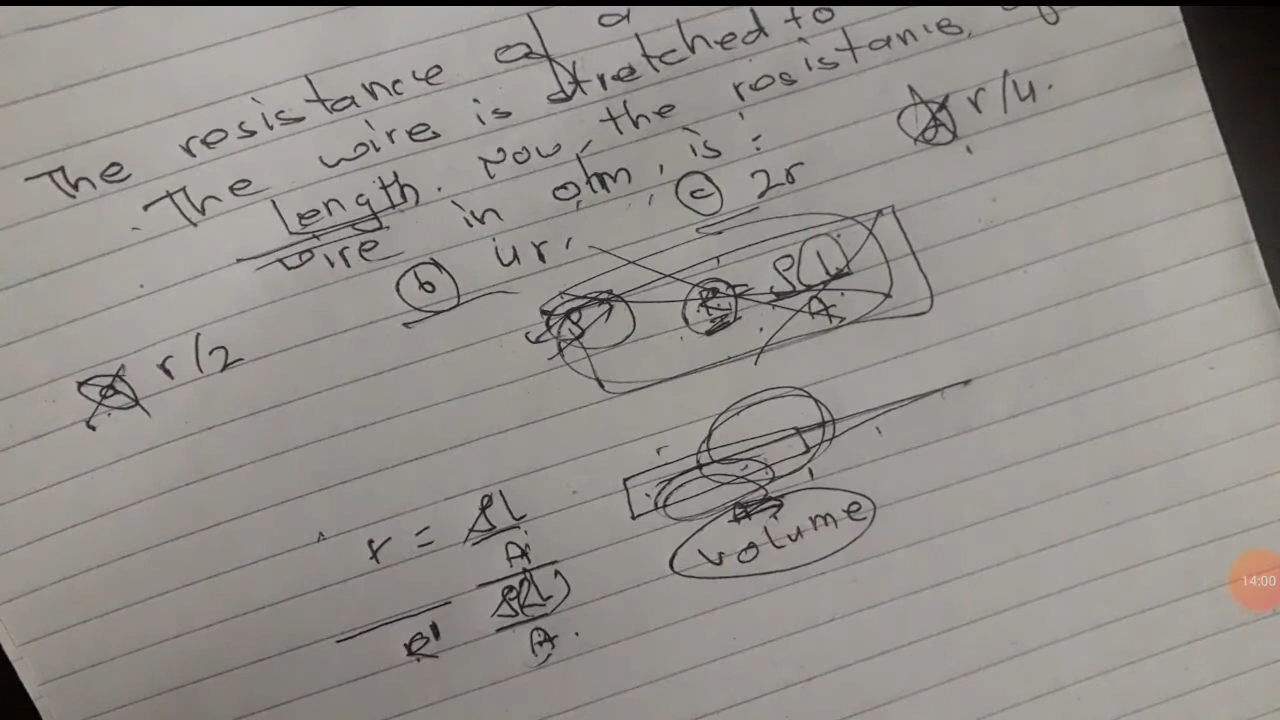 The resistance of a
The wire is stretched to
length. Now, the resistance of
wire in ohm, is :
(a) r/2
(b) 4r.
(c) 2r
r/4.
R = ρ(L)
A
r = ρL
A
ρ(L)
R' A.
volume
14:00